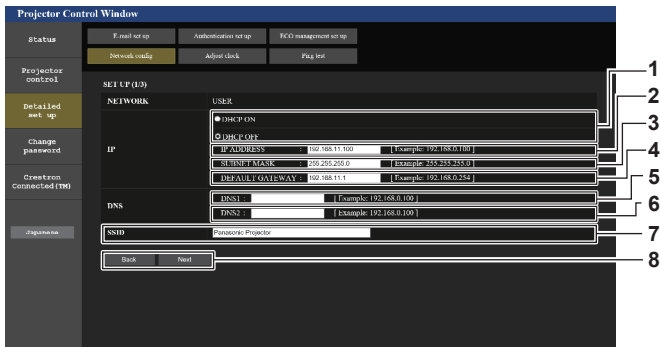 Projector Control Window
Status
Projector
control
Detailed
set up
Change
password
Crestron
Connected(TM)
Japanese
E-mail set up
Authentication set up
ECO management set up
Network config
Adjust clock
Ping test
SET UP (1/3)
NETWORK USER
IP
DHCP ON
DHCP OFF
IP ADDRESS : 192.168.11.100 [ Example: 192.168.0.100 ]
SUBNET MASK : 255.255.255.0 [ Example: 255.255.255.0 ]
DEFAULT GATEWAY : 192.168.11.1 [ Example: 192.168.0.254 ]
DNS
DNS1 : [ Example: 192.168.0.100 ]
DNS2 : [ Example: 192.168.0.100 ]
SSID Panasonic Projector
Back Next
1
2
3
4
5
6
7
8